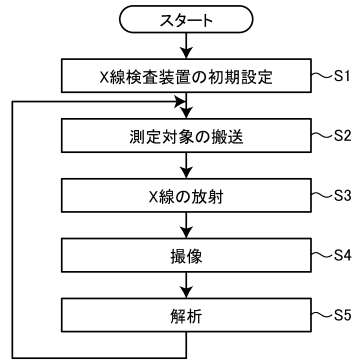 スタート
X線検査装置の初期設定 S1
測定対象の搬送 S2
X線の放射 S3
撮像 S4
解析 S5